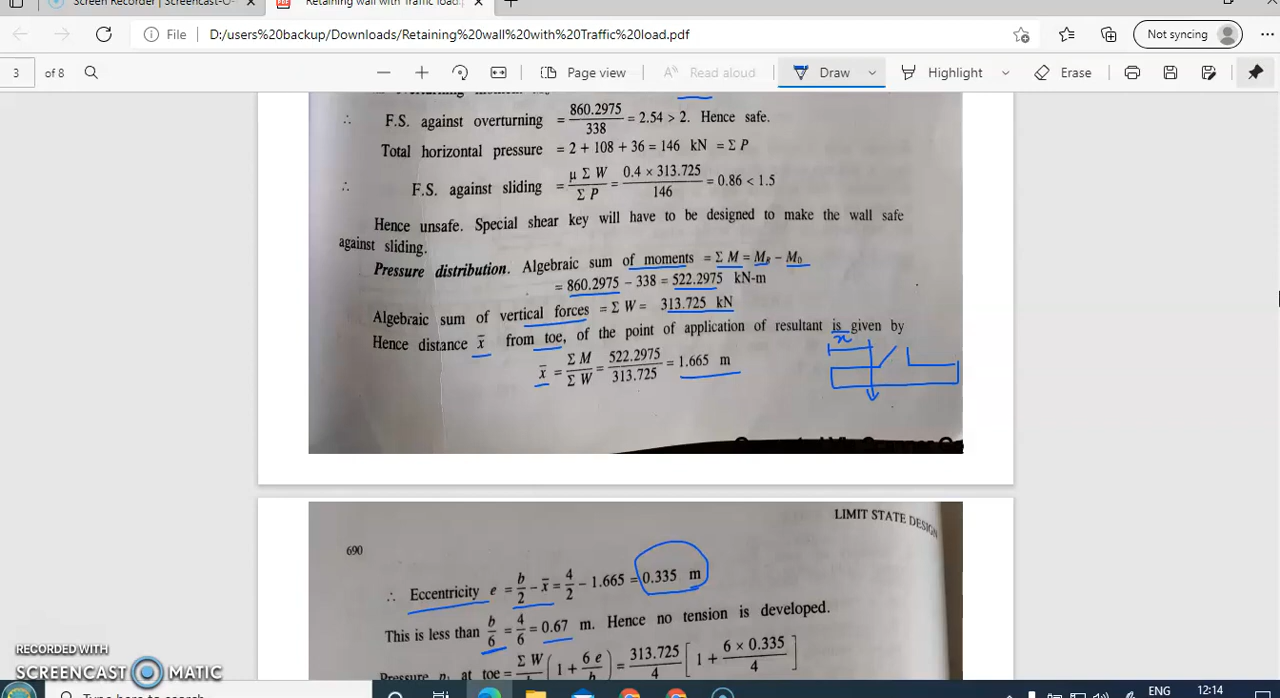 Screen Recorder | Screencast-O-
Retaining wall with Traffic load.
File D:/users%20backup/Downloads/Retaining%20wall%20with%20Traffic%20load.pdf Not syncing
3 of 8 Page view Read aloud Draw Highlight Erase
∴ F.S. against overturning = 860.2975/338 = 2.54 > 2. Hence safe.
Total horizontal pressure = 2 + 108 + 36 = 146 kN = Σ P
∴ F.S. against sliding = μ Σ W/Σ P = 0.4 × 313.725/146 = 0.86 < 1.5
Hence unsafe. Special shear key will have to be designed to make the wall safe
against sliding.
Pressure distribution. Algebraic sum of moments = Σ M = M_R − M_0
= 860.2975 − 338 = 522.2975 kN-m
Algebraic sum of vertical forces = Σ W = 313.725 kN
Hence distance x̄ from toe, of the point of application of resultant is given by
x̄
x̄ = Σ M/Σ W = 522.2975/313.725 = 1.665 m
LIMIT STATE DESIGN
690
∴ Eccentricity e = b/2 − x̄ = 4/2 − 1.665 = 0.335 m
This is less than b/6 = 4/6 = 0.67 m. Hence no tension is developed.
Pressure p₁ at toe = Σ W/b (1 + 6 e/b) = 313.725/4 [1 + 6 × 0.335/4]
RECORDED WITH
SCREENCAST MATIC
ENG 12:14